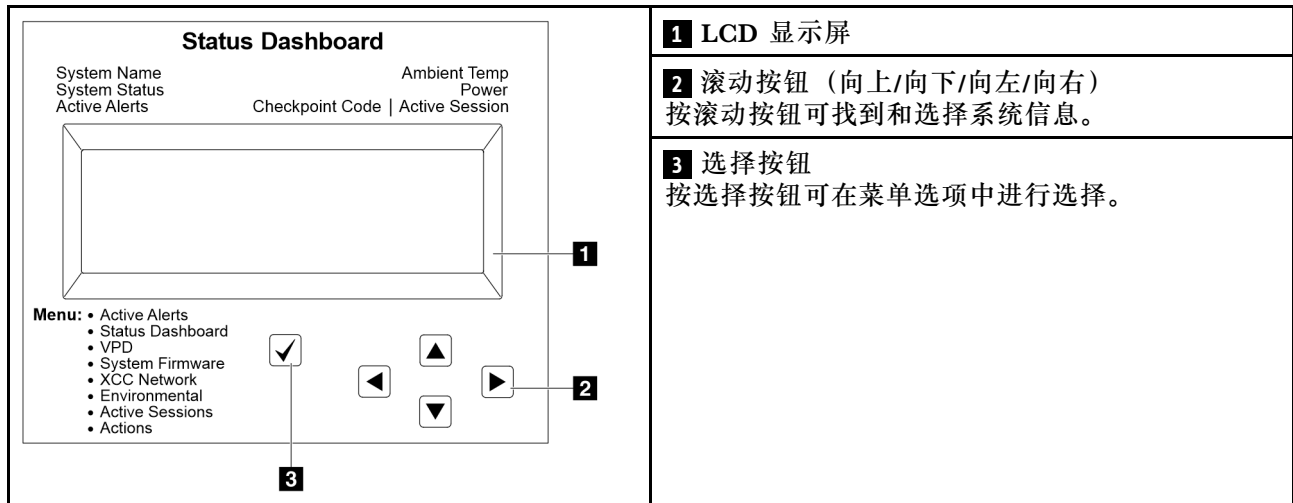 Status Dashboard
System Name
System Status
Active Alerts
Ambient Temp
Power
Checkpoint Code | Active Session
1
Menu: • Active Alerts
• Status Dashboard
• VPD
• System Firmware
• XCC Network
• Environmental
• Active Sessions
• Actions
2
3
1 LCD 显示屏
2 滚动按钮（向上/向下/向左/向右）
按滚动按钮可找到和选择系统信息。
3 选择按钮
按选择按钮可在菜单选项中进行选择。